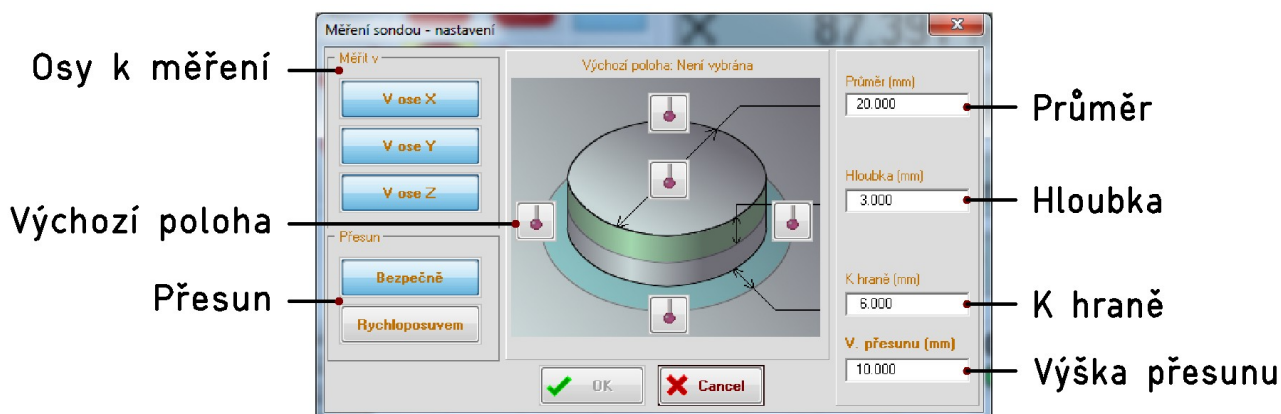 Měření sondou - nastavení
X 87.39
Osy k měření
Měřit v
V ose X
V ose Y
V ose Z
Výchozí poloha
Přesun
Přesun
Bezpečně
Rychloposuvem
Výchozí poloha: Není vybrána
Průměr (mm)
20.000
Průměr
Hloubka (mm)
3.000
Hloubka
K hraně (mm)
6.000
K hraně
V. přesunu (mm)
10.000
Výška přesunu
OK
Cancel